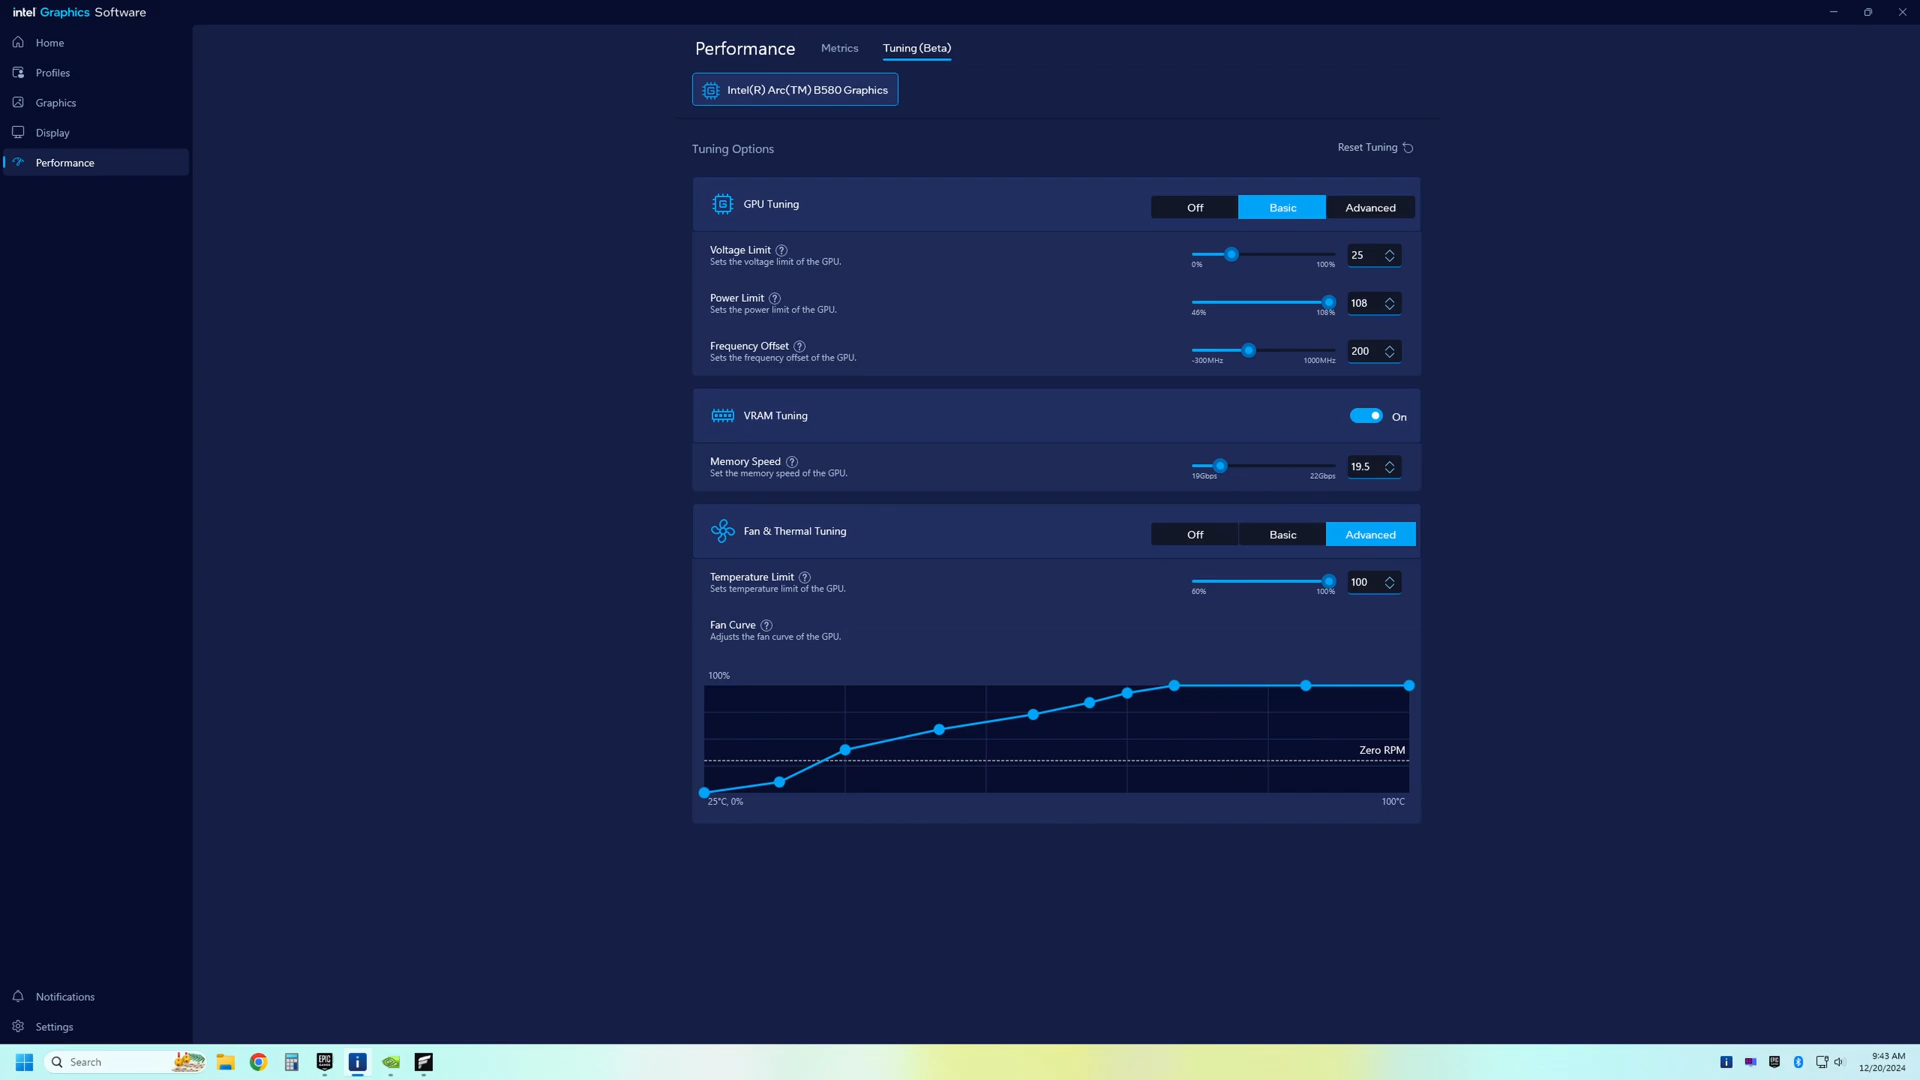 intel Graphics Software
Home
Profiles
Graphics
Display
Performance
Performance Metrics Tuning (Beta)
Intel(R) Arc(TM) B580 Graphics
Tuning Options Reset Tuning
GPU Tuning Off Basic Advanced
Voltage Limit ?
Sets the voltage limit of the GPU.
0% 100% 25
Power Limit ?
Sets the power limit of the GPU.
46% 108% 108
Frequency Offset ?
Sets the frequency offset of the GPU.
-300MHz 1000MHz 200
VRAM Tuning On
Memory Speed ?
Set the memory speed of the GPU.
19Gbps 22Gbps 19.5
Fan & Thermal Tuning Off Basic Advanced
Temperature Limit ?
Sets temperature limit of the GPU.
60% 100% 100
Fan Curve ?
Adjusts the fan curve of the GPU.
100%
Zero RPM
25°C, 0% 100°C
Notifications
Settings
Search
EPIC
9:43 AM
12/20/2024